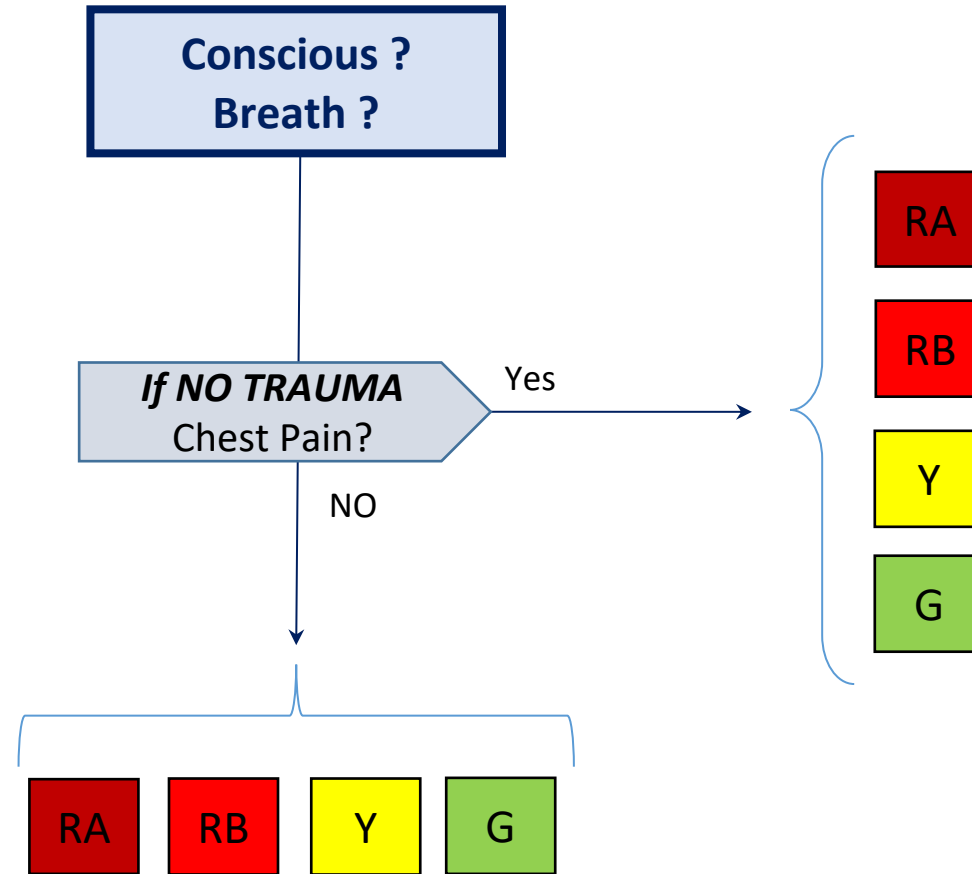 Conscious ?
Breath ?
If NO TRAUMA
Chest Pain?
Yes
NO
RA
RB
Y
G
RA RB Y G